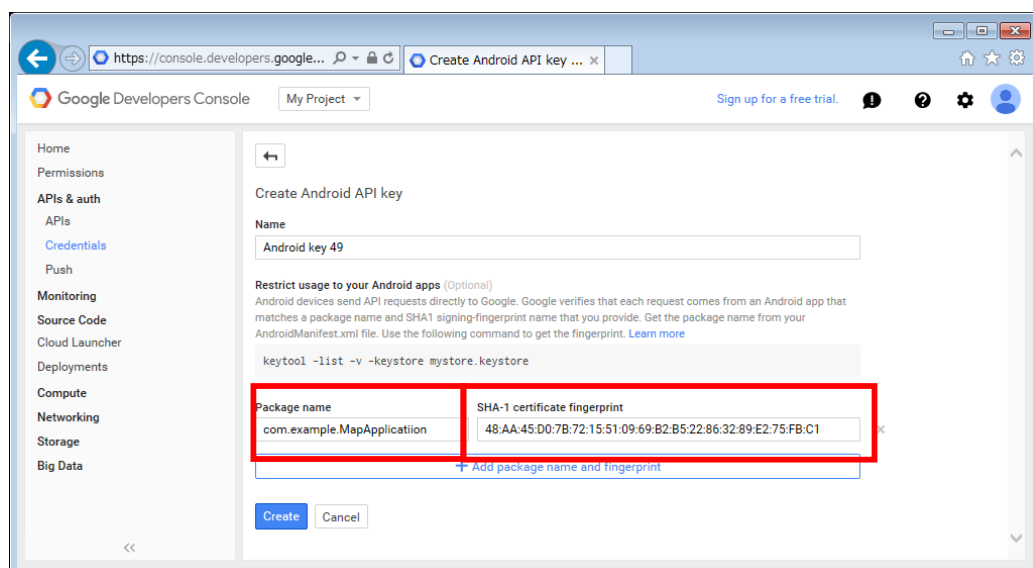 https://console.developers.google...
Create Android API key ...
Google Developers Console
My Project
Sign up for a free trial.
Home
Permissions
APIs & auth
APIs
Credentials
Push
Monitoring
Source Code
Cloud Launcher
Deployments
Compute
Networking
Storage
Big Data
<<
Create Android API key
Name
Android key 49
Restrict usage to your Android apps (Optional)
Android devices send API requests directly to Google. Google verifies that each request comes from an Android app that
matches a package name and SHA1 signing-fingerprint name that you provide. Get the package name from your
AndroidManifest.xml file. Use the following command to get the fingerprint. Learn more
keytool -list -v -keystore mystore.keystore
Package name
SHA-1 certificate fingerprint
com.example.MapApplicatiion
48:AA:45:D0:7B:72:15:51:09:69:B2:B5:22:86:32:89:E2:75:FB:C1
+ Add package name and fingerprint
Create
Cancel